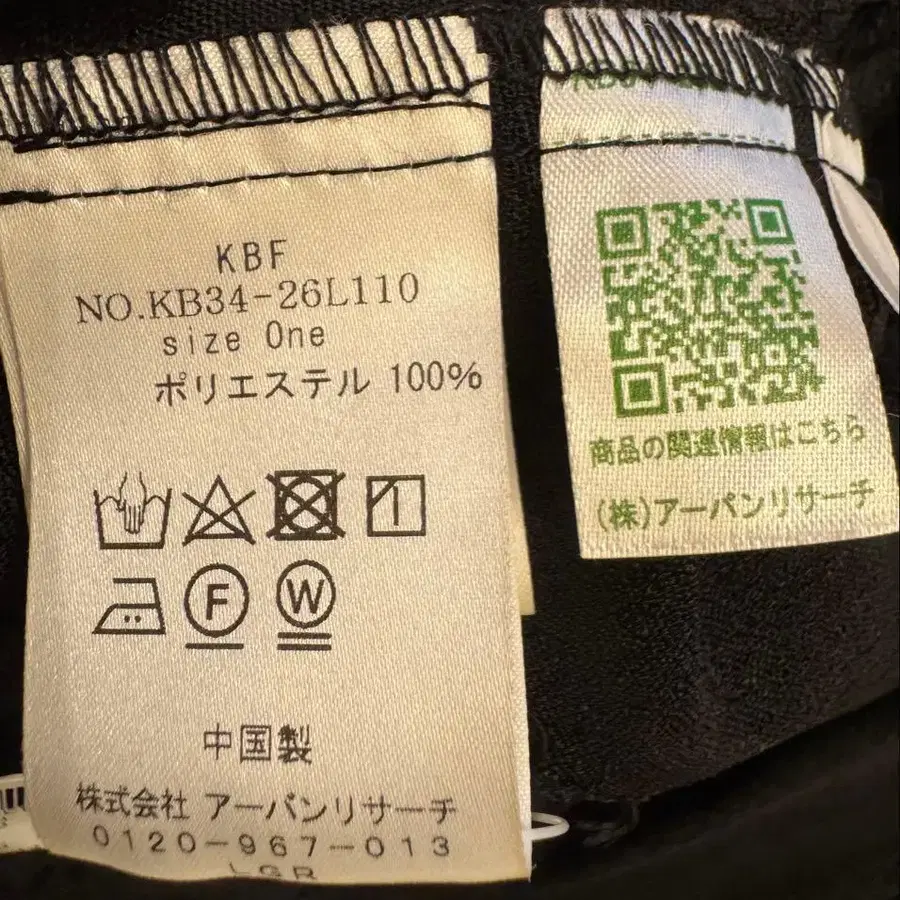 KBF
NO.KB34-26L110
size One
ポリエステル 100%
F
W
中国製
株式会社 アーバンリサーチ
0120-967-013
LGR
商品の関連情報はこちら
(株)アーバンリサーチ